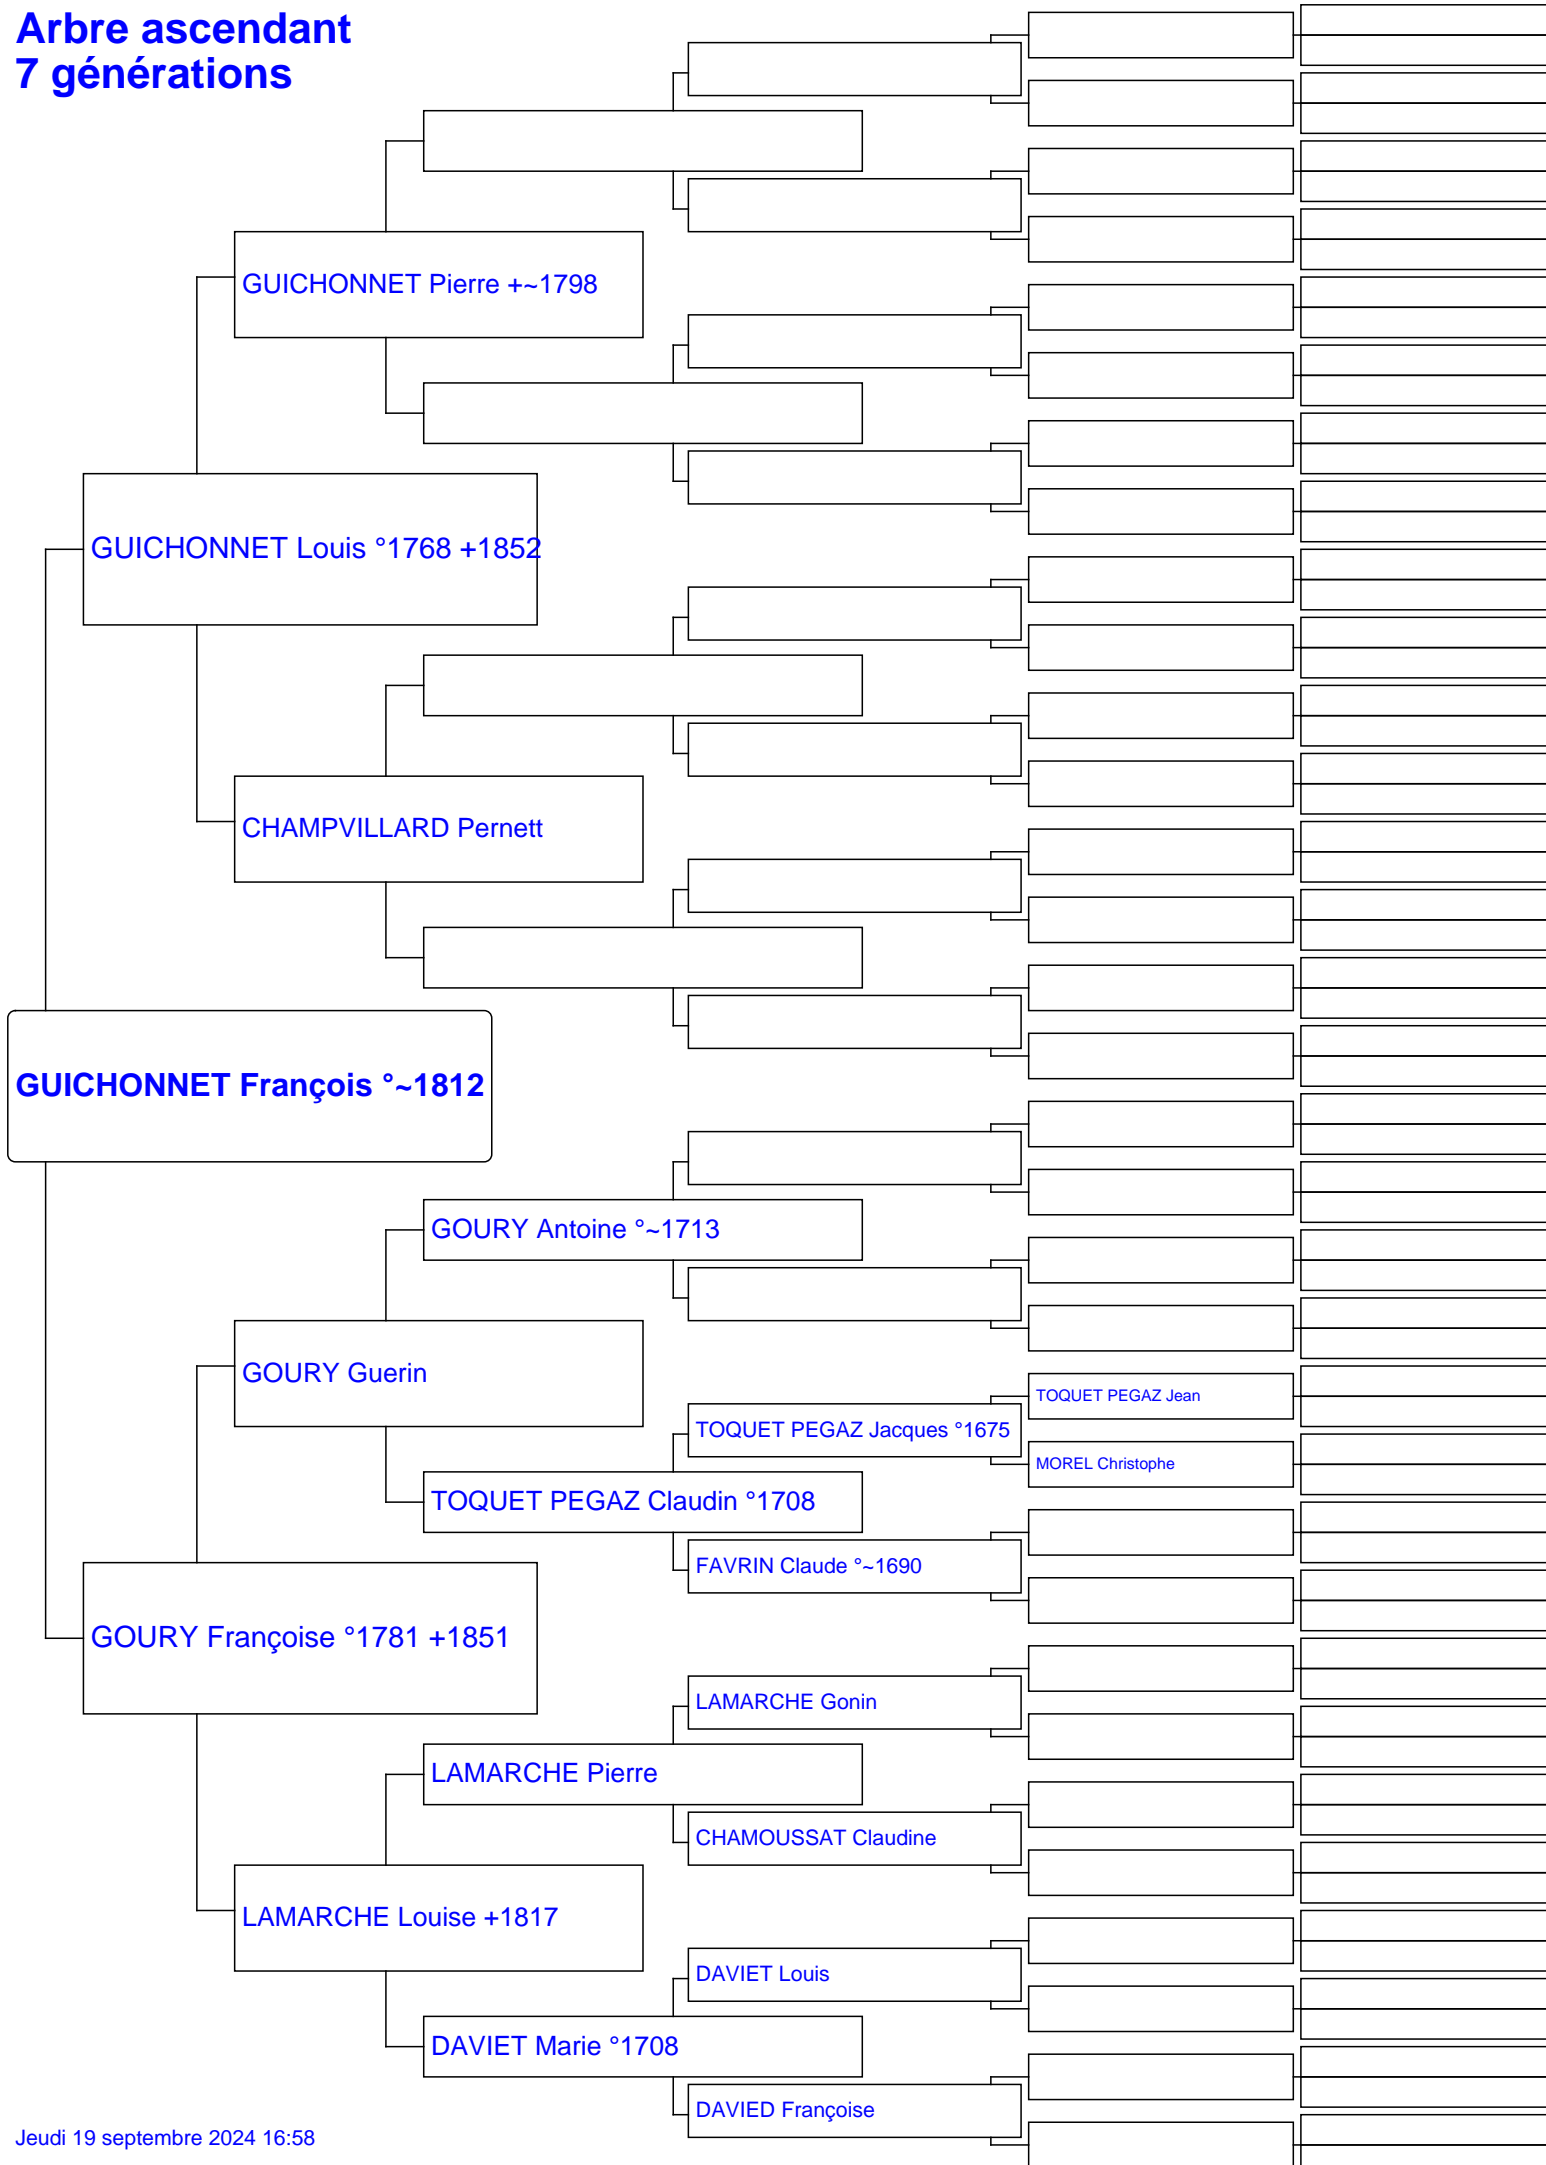 Arbre ascendant
7 générations
GUICHONNET Pierre +~1798
GUICHONNET Louis °1768 +1852
CHAMPVILLARD Pernett
GUICHONNET François °~1812
GOURY Antoine °~1713
GOURY Guerin
TOQUET PEGAZ Jean
TOQUET PEGAZ Jacques °1675
MOREL Christophe
TOQUET PEGAZ Claudin °1708
FAVRIN Claude °~1690
GOURY Françoise °1781 +1851
LAMARCHE Gonin
LAMARCHE Pierre
CHAMOUSSAT Claudine
LAMARCHE Louise +1817
DAVIET Louis
DAVIET Marie °1708
DAVIED Françoise
Jeudi 19 septembre 2024 16:58